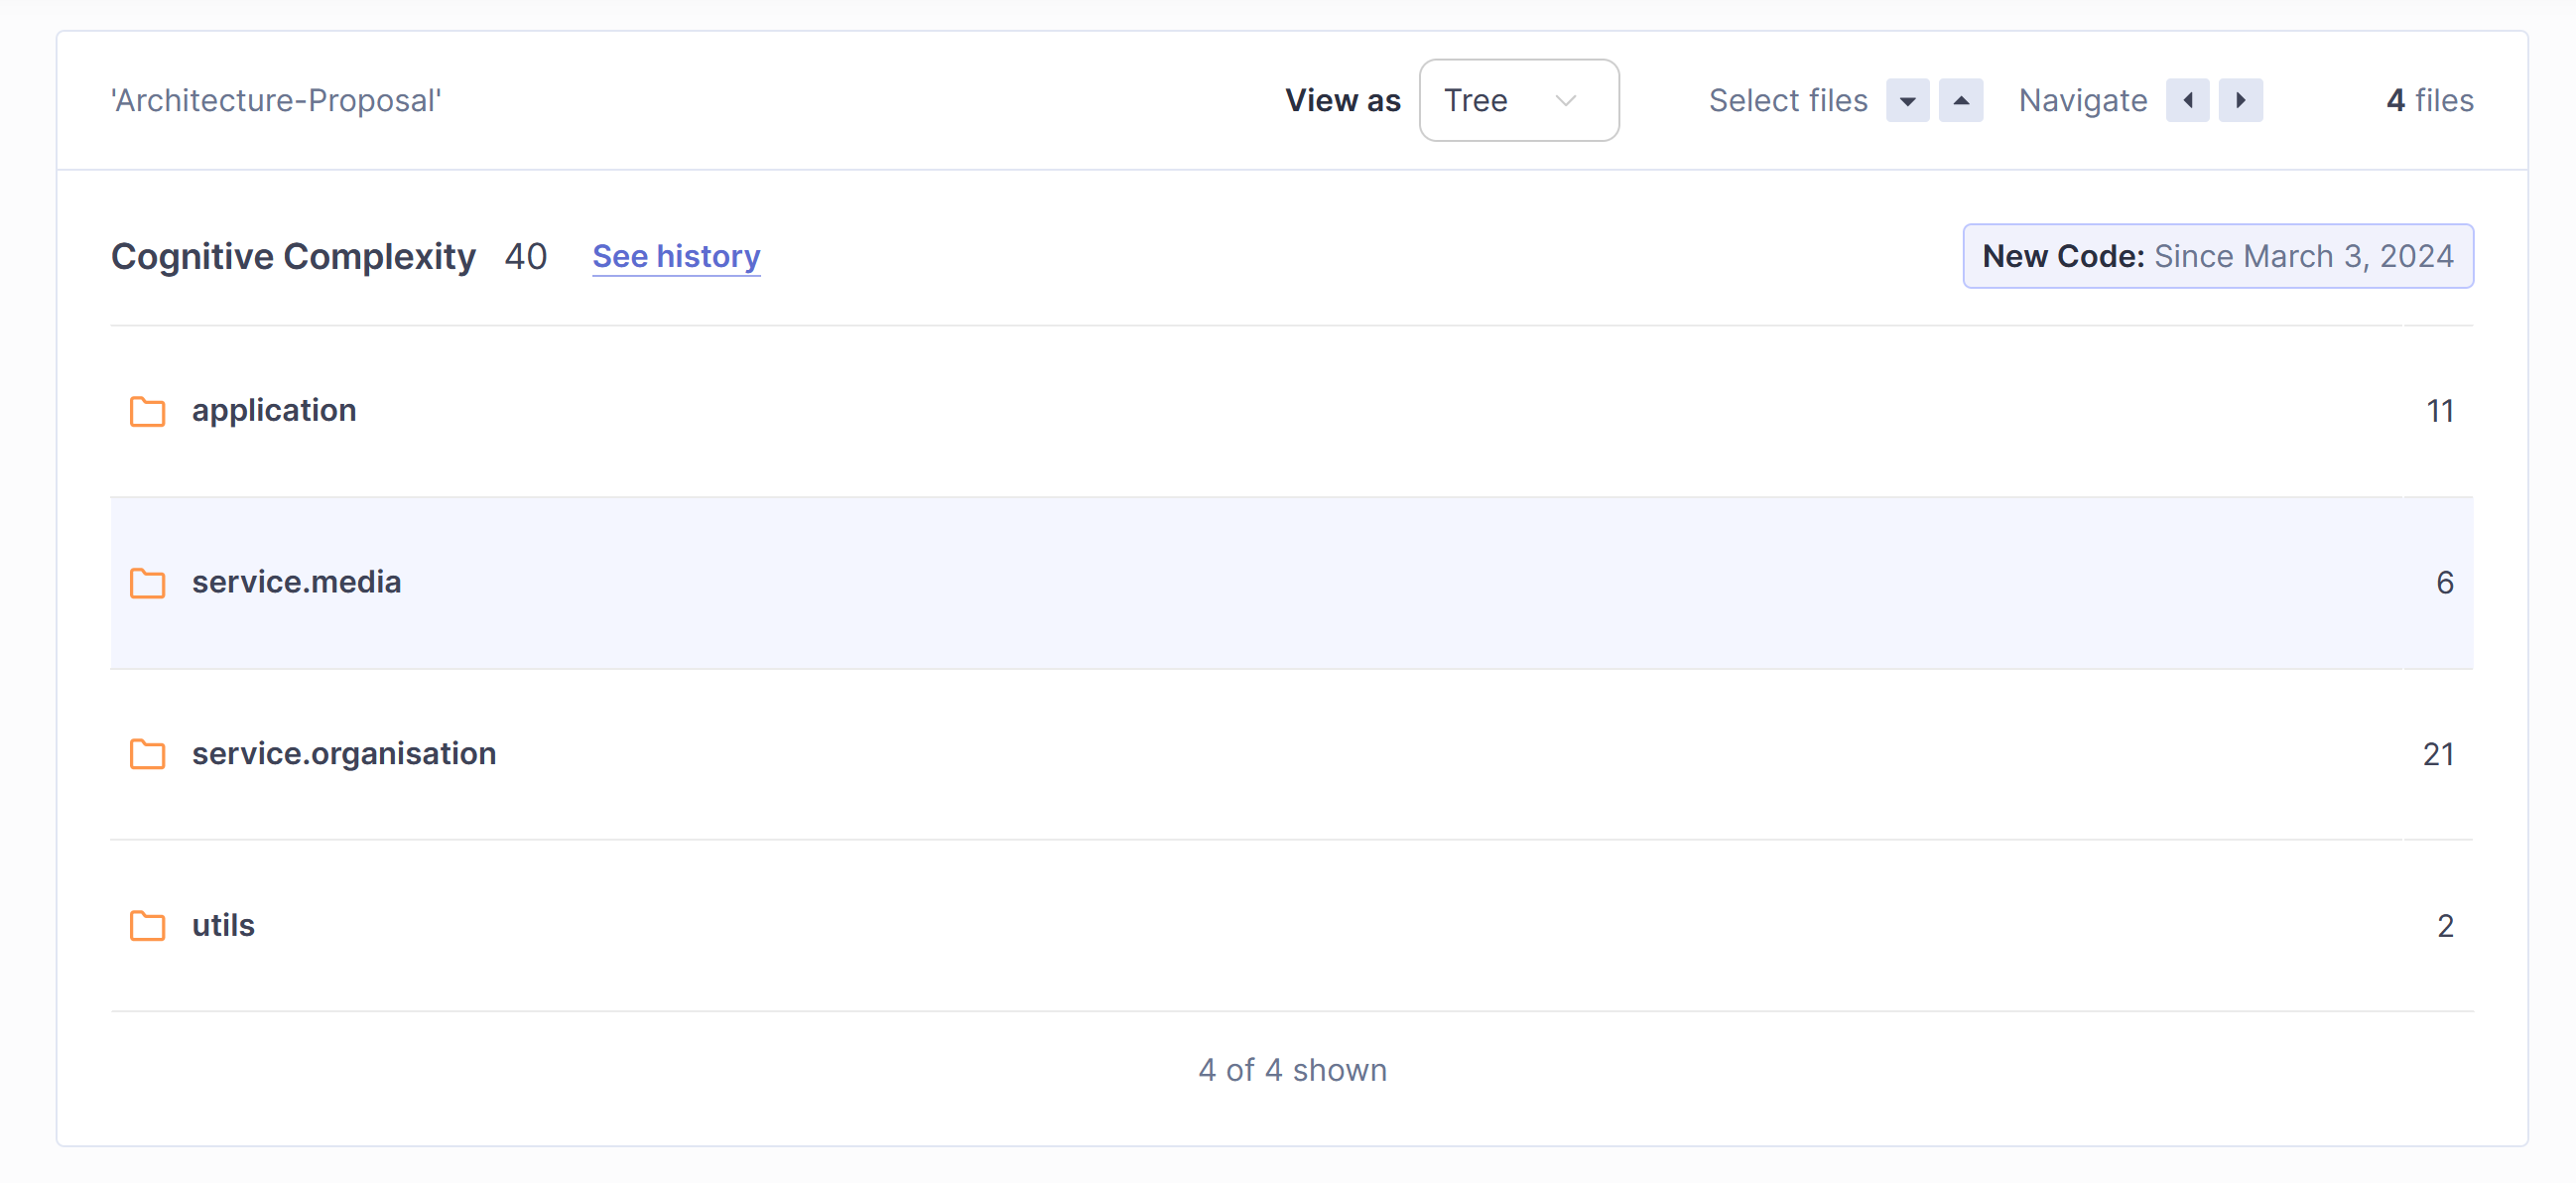 'Architecture-Proposal' View as Tree Select files Navigate 4 files
Cognitive Complexity 40 See history New Code: Since March 3, 2024
application 11
service.media 6
service.organisation 21
utils 2
4 of 4 shown